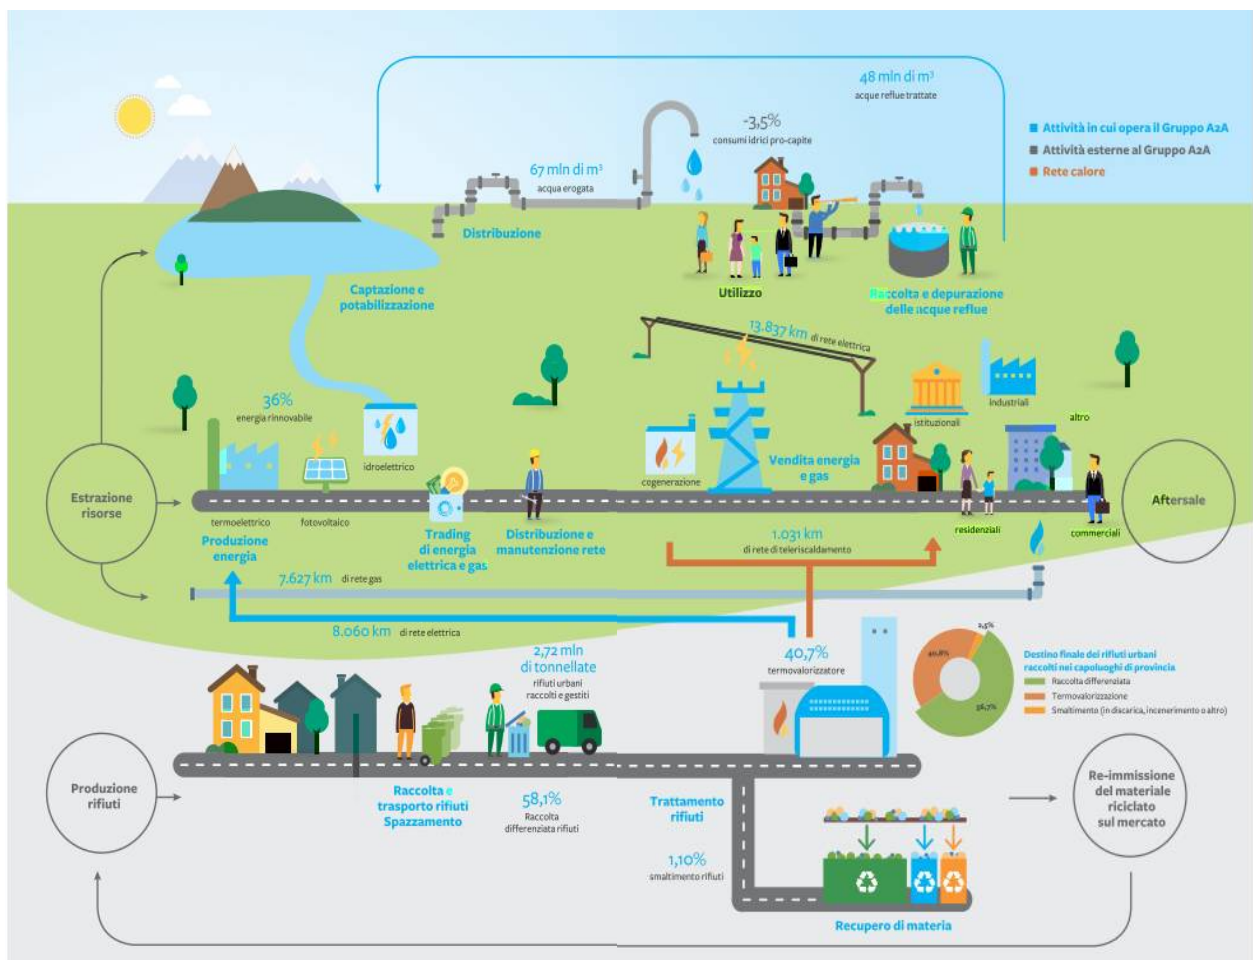 48 mln di m³
acque reflue trattate
-3,5%
consumi idrici pro-capite
Attività in cui opera il Gruppo A2A
Attività esterne al Gruppo A2A
Rete calore
67 mln di m³
acqua erogata
Distribuzione
Captazione e
potabilizzazione
Utilizzo
Raccolta e depurazione
delle acque reflue
13.837 km di rete elettrica
36%
energia rinnovabile
idroelettrico
cogenerazione
Vendita energia
e gas
istituzionali
industriali
altro
Estrazione
risorse
Aftersale
termoelettrico
fotovoltaico
Produzione
energia
Trading
di energia
elettrica e gas
Distribuzione e
manutenzione rete
residenziali
commerciali
1.031 km
di rete di teleriscaldamento
7.627 km di rete gas
8.060 km di rete elettrica
2,72 mln
di tonnellate
rifiuti urbani
raccolti e gestiti
40,7%
termovalorizzatore
2,5%
40,8%
56,7%
Destino finale dei rifiuti urbani
raccolti nei capoluoghi di provincia
Raccolta differenziata
Termovalorizzazione
Smaltimento (in discarica, incenerimento o altro)
Produzione
rifiuti
Raccolta e
trasporto rifiuti
Spazzamento
58,1%
Raccolta
differenziata rifiuti
Trattamento
rifiuti
1,10%
smaltimento rifiuti
Recupero di materia
Re-immissione
del materiale
riciclato
sul mercato